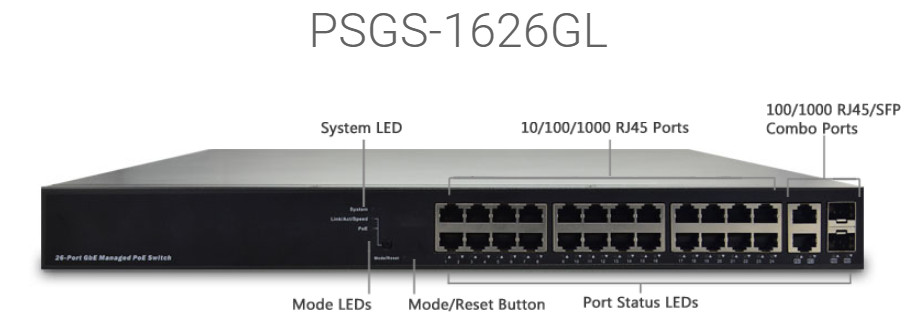 PSGS-1626GL
100/1000 RJ45/SFP
Combo Ports
System LED
10/100/1000 RJ45 Ports
System
Link/Act/Speed
PoE
Mode/Reset
26-Port GbE Managed PoE Switch
Mode LEDs
Mode/Reset Button
Port Status LEDs